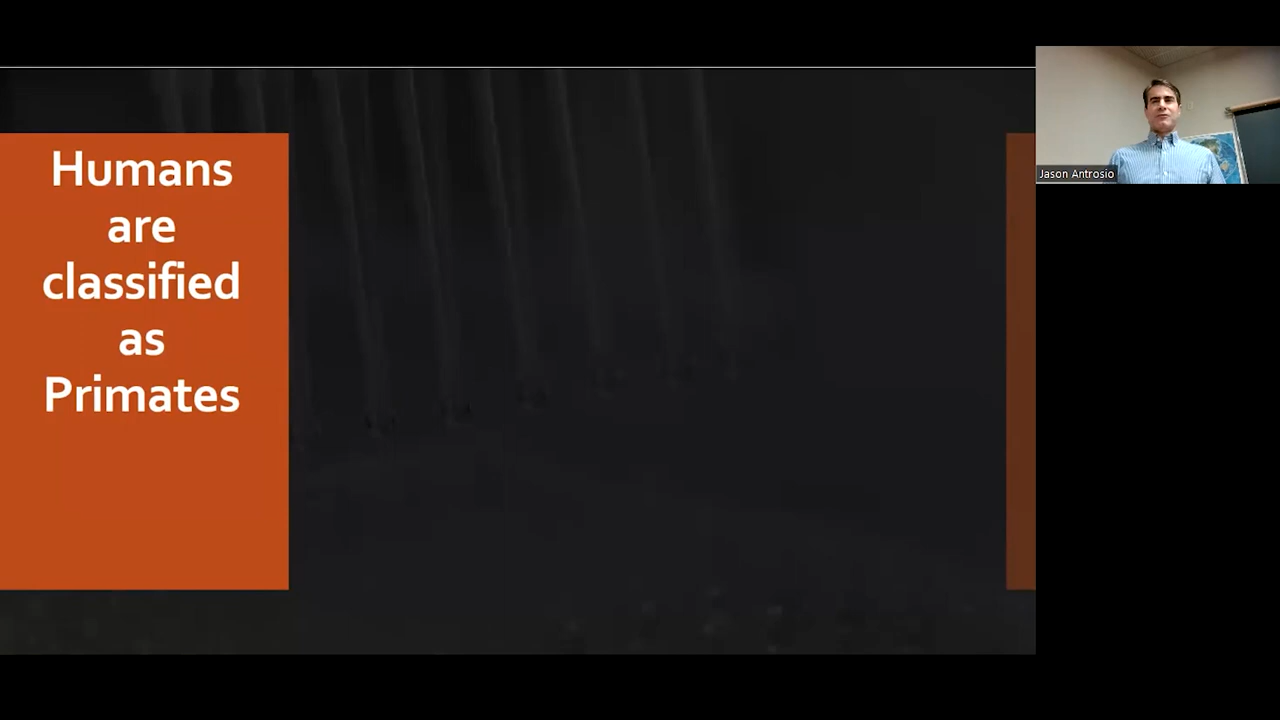 Humans
are
classified
as
Primates
Jason Antrosio